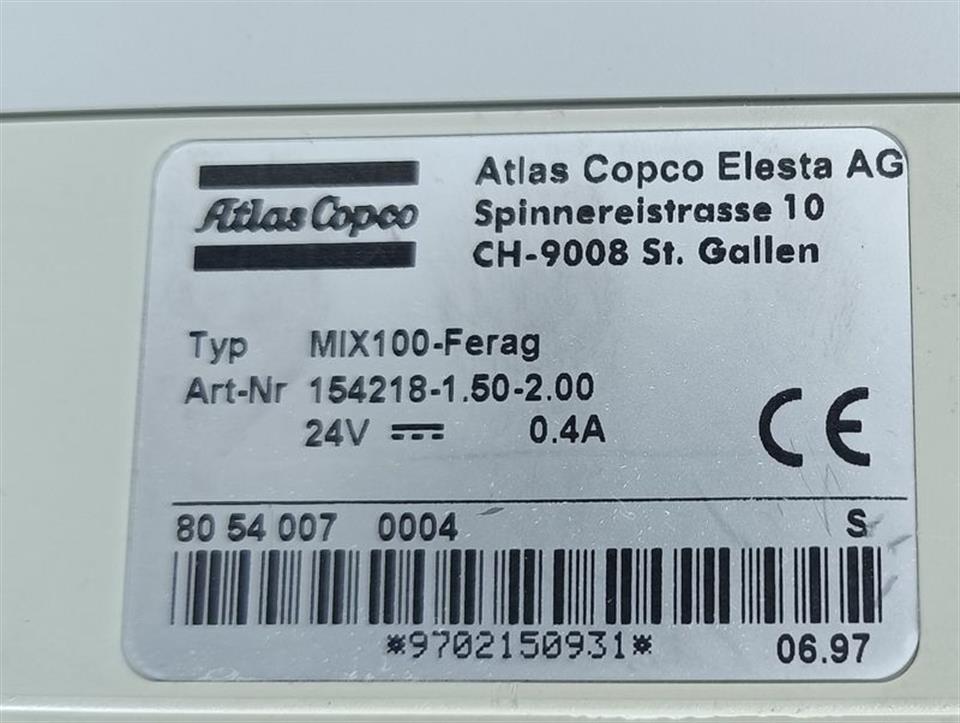 Atlas Copco
Atlas Copco Elesta AG
Spinnereistrasse 10
CH-9008 St. Gallen
Typ MIX100-Ferag
Art-Nr 154218-1.50-2.00
24V ⎓ 0.4A
CE
80 54 007 0004 S
*9702150931*
06.97